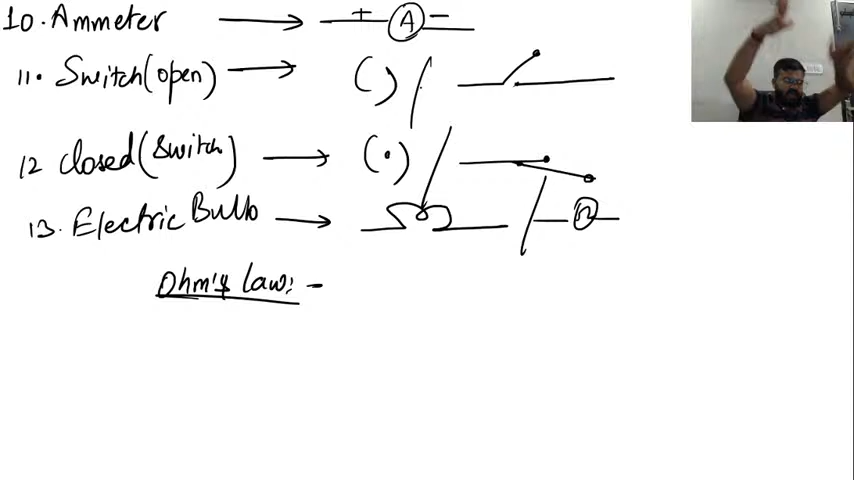 10. Ammeter + A -
11. Switch (open) ( ) /
12 closed (switch) (•) /
13. Electric Bulb /
Ohm's law: -